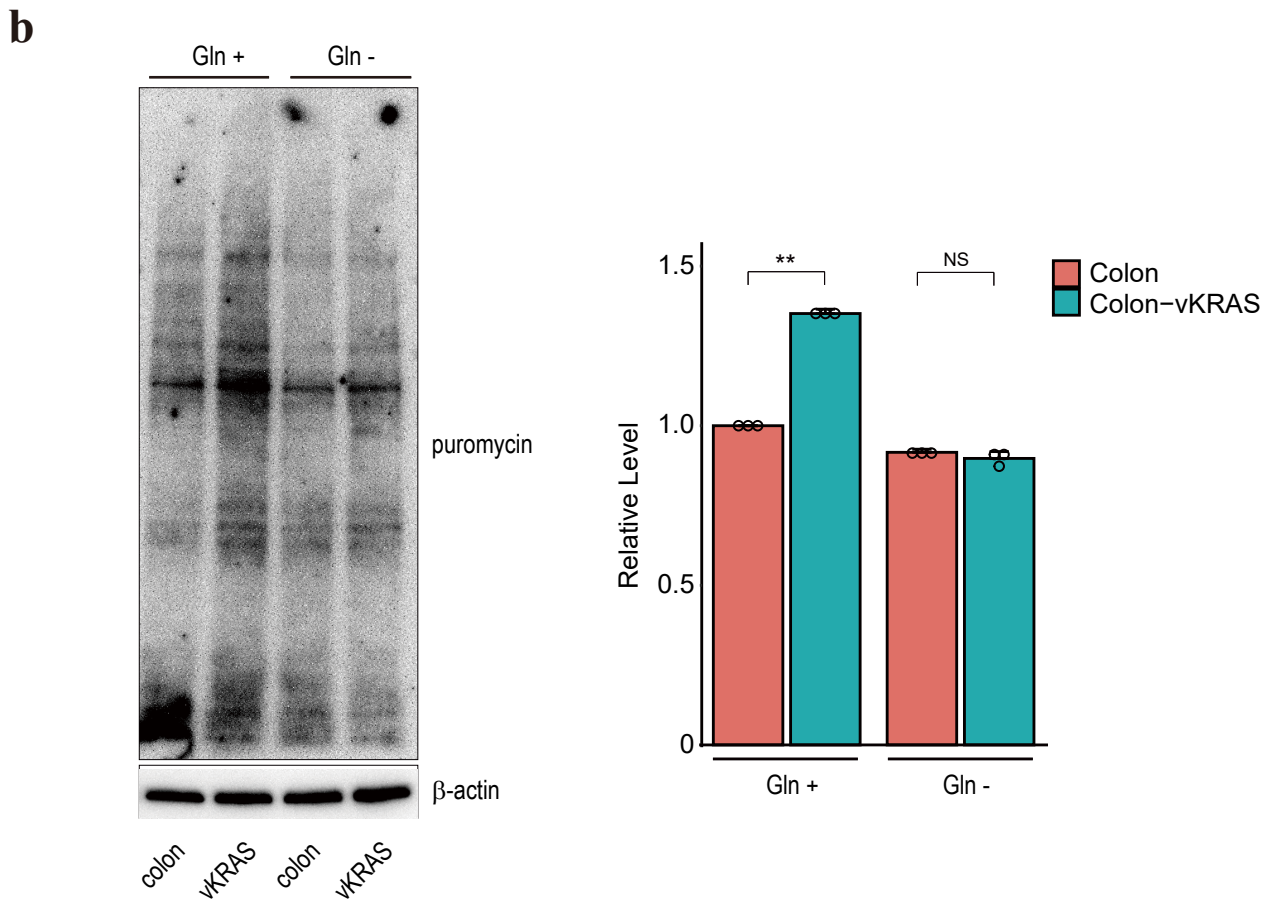 b
Gln +
Gln -
puromycin
β-actin
colon
vKRAS
colon
vKRAS
Relative Level
1.5
1.0
0.5
0
**
NS
Colon
Colon−vKRAS
Gln +
Gln -